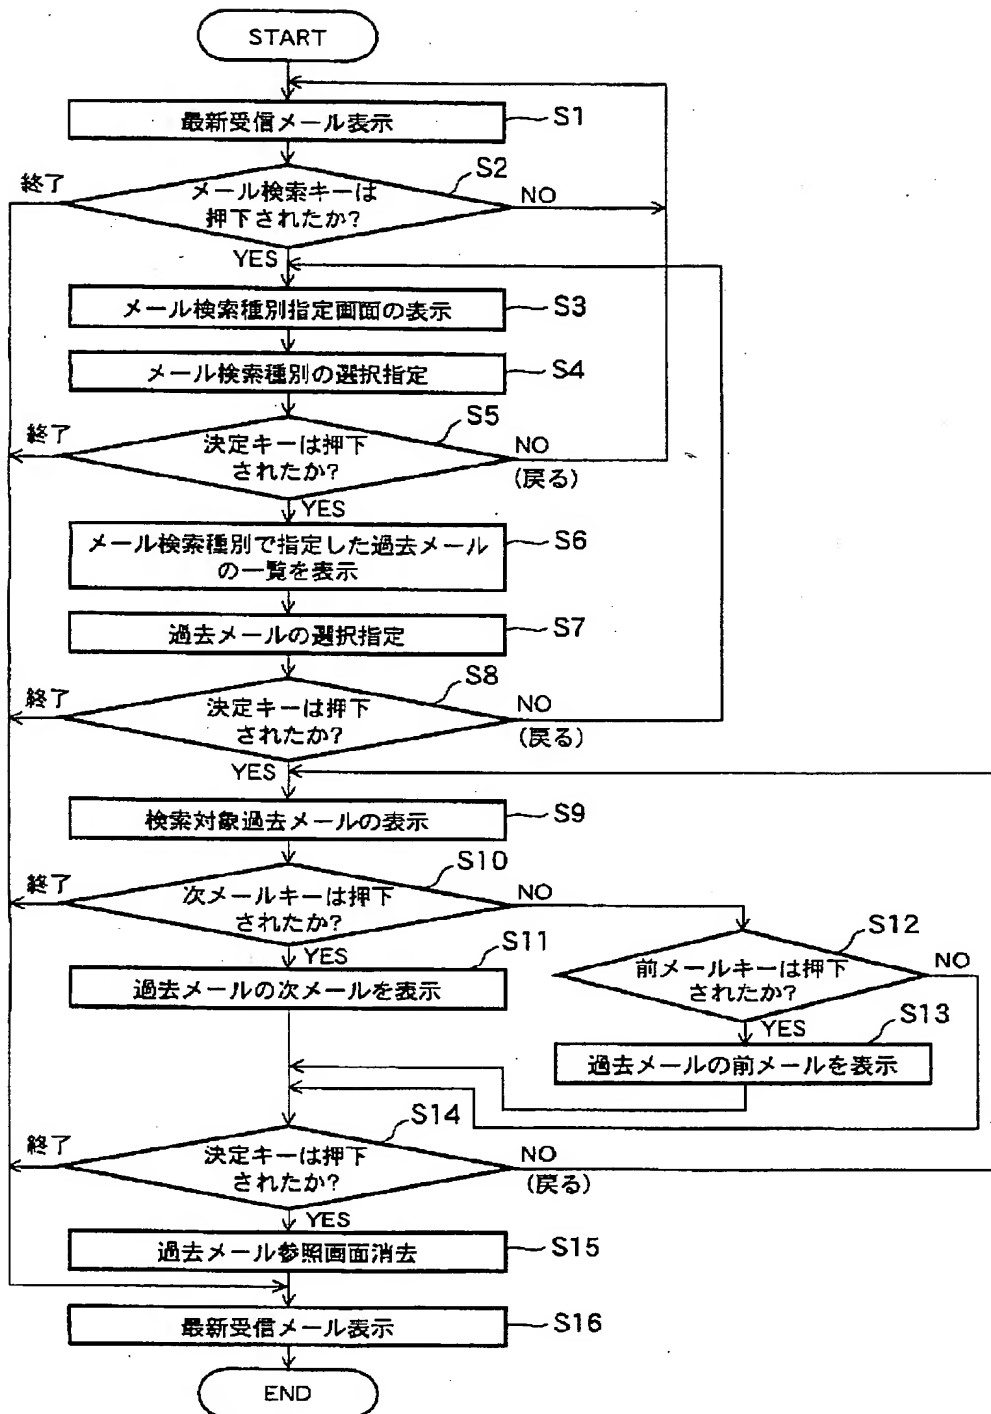 START
最新受信メール表示
S1
S2
終了
メール検索キーは
押下されたか?
NO
YES
メール検索種別指定画面の表示
S3
メール検索種別の選択指定
S4
S5
終了
決定キーは押下
されたか?
NO
(戻る)
YES
メール検索種別で指定した過去メール
の一覧を表示
S6
過去メールの選択指定
S7
S8
終了
決定キーは押下
されたか?
NO
(戻る)
YES
検索対象過去メールの表示
S9
S10
終了
次メールキーは押下
されたか?
NO
YES
S11
過去メールの次メールを表示
S12
前メールキーは押下
されたか?
NO
YES
S13
過去メールの前メールを表示
S14
終了
決定キーは押下
されたか?
NO
(戻る)
YES
過去メール参照画面消去
S15
最新受信メール表示
S16
END